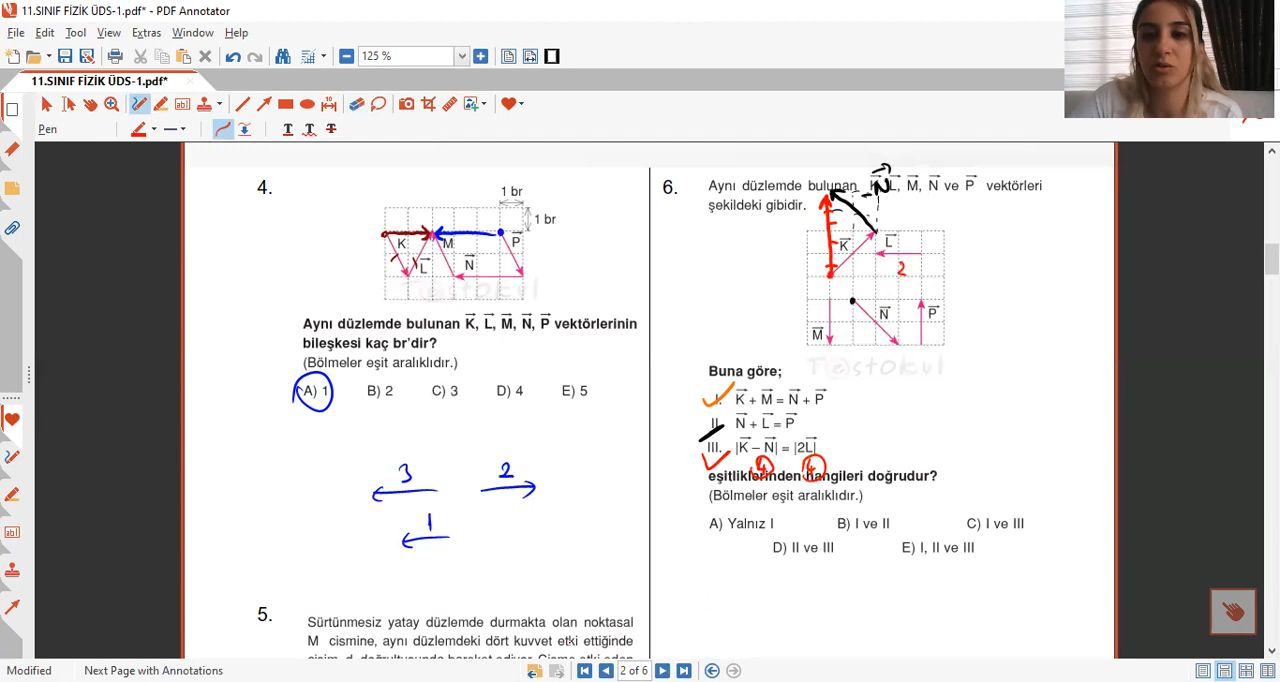 11.SINIF FİZİK ÜDS-1.pdf* - PDF Annotator
File Edit Tool View Extras Window Help
125 %
11.SINIF FİZİK ÜDS-1.pdf*
Pen
4.
1 br
1 br
K
L
M
N
P
Testokul
Aynı düzlemde bulunan K, L, M, N, P vektörlerinin
bileşkesi kaç br'dir?
(Bölmeler eşit aralıklıdır.)
A) 1 B) 2 C) 3 D) 4 E) 5
3 2
1
5.
Sürtünmesiz yatay düzlemde durmakta olan noktasal
M cismine, aynı düzlemdeki dört kuvvet etki ettiğinde
6.
-N
Aynı düzlemde bulunan K, L, M, N ve P vektörleri
şekildeki gibidir.
K
L
2
M
N
P
Testokul
Buna göre;
I. K + M = N + P
II. N + L = P
III. |K – N| = |2L|
4 4
eşitliklerinden hangileri doğrudur?
(Bölmeler eşit aralıklıdır.)
A) Yalnız I B) I ve II C) I ve III
D) II ve III E) I, II ve III
Modified Next Page with Annotations 2 of 6